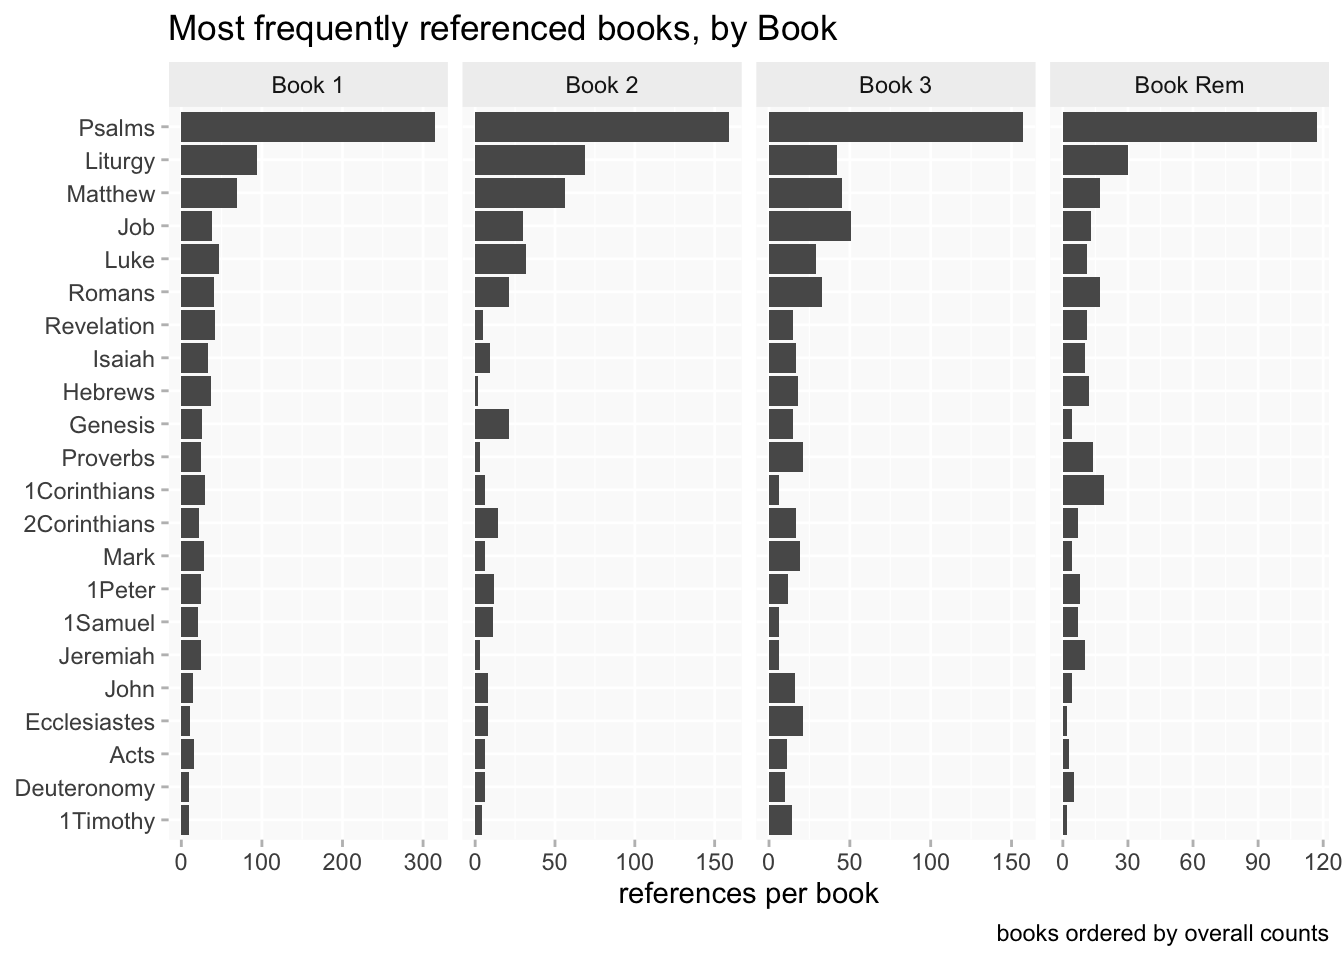 Most frequently referenced books, by Book
Book 1 Book 2 Book 3 Book Rem
Psalms
Liturgy
Matthew
Job
Luke
Romans
Revelation
Isaiah
Hebrews
Genesis
Proverbs
1Corinthians
2Corinthians
Mark
1Peter
1Samuel
Jeremiah
John
Ecclesiastes
Acts
Deuteronomy
1Timothy
0 100 200 300 0 50 100 150 0 50 100 150 0 30 60 90 120
references per book
books ordered by overall counts